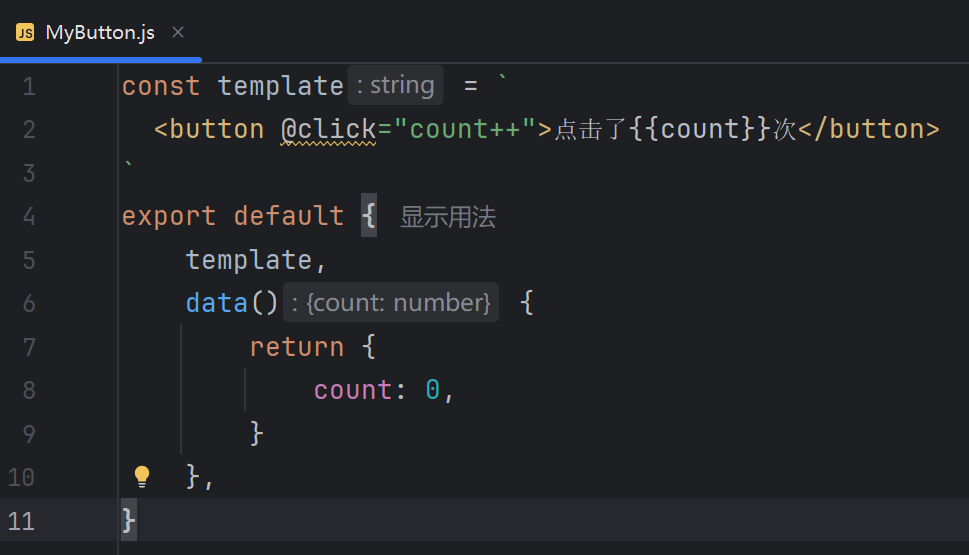 JS MyButton.js ×
1 const template : string = `
2 <button @click="count++">点击了{{count}}次</button>
3 `
4 export default { 显示用法
5 template,
6 data() : {count: number} {
7 return {
8 count: 0,
9 }
10 },
11 }